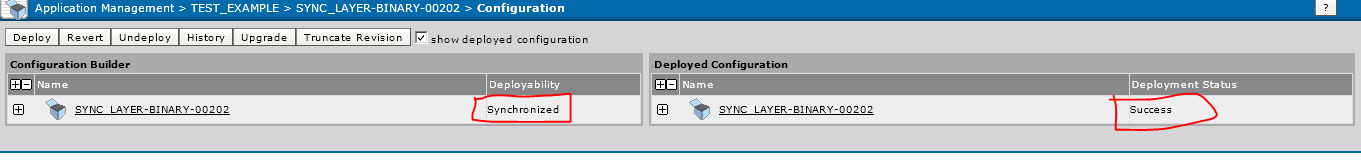 Application Management > TEST_EXAMPLE > SYNC_LAYER-BINARY-00202 > Configuration ?
Deploy Revert Undeploy History Upgrade Truncate Revision show deployed configuration
Configuration Builder Deployed Configuration
Name Deployability Name Deployment Status
SYNC_LAYER-BINARY-00202 Synchronized SYNC_LAYER-BINARY-00202 Success